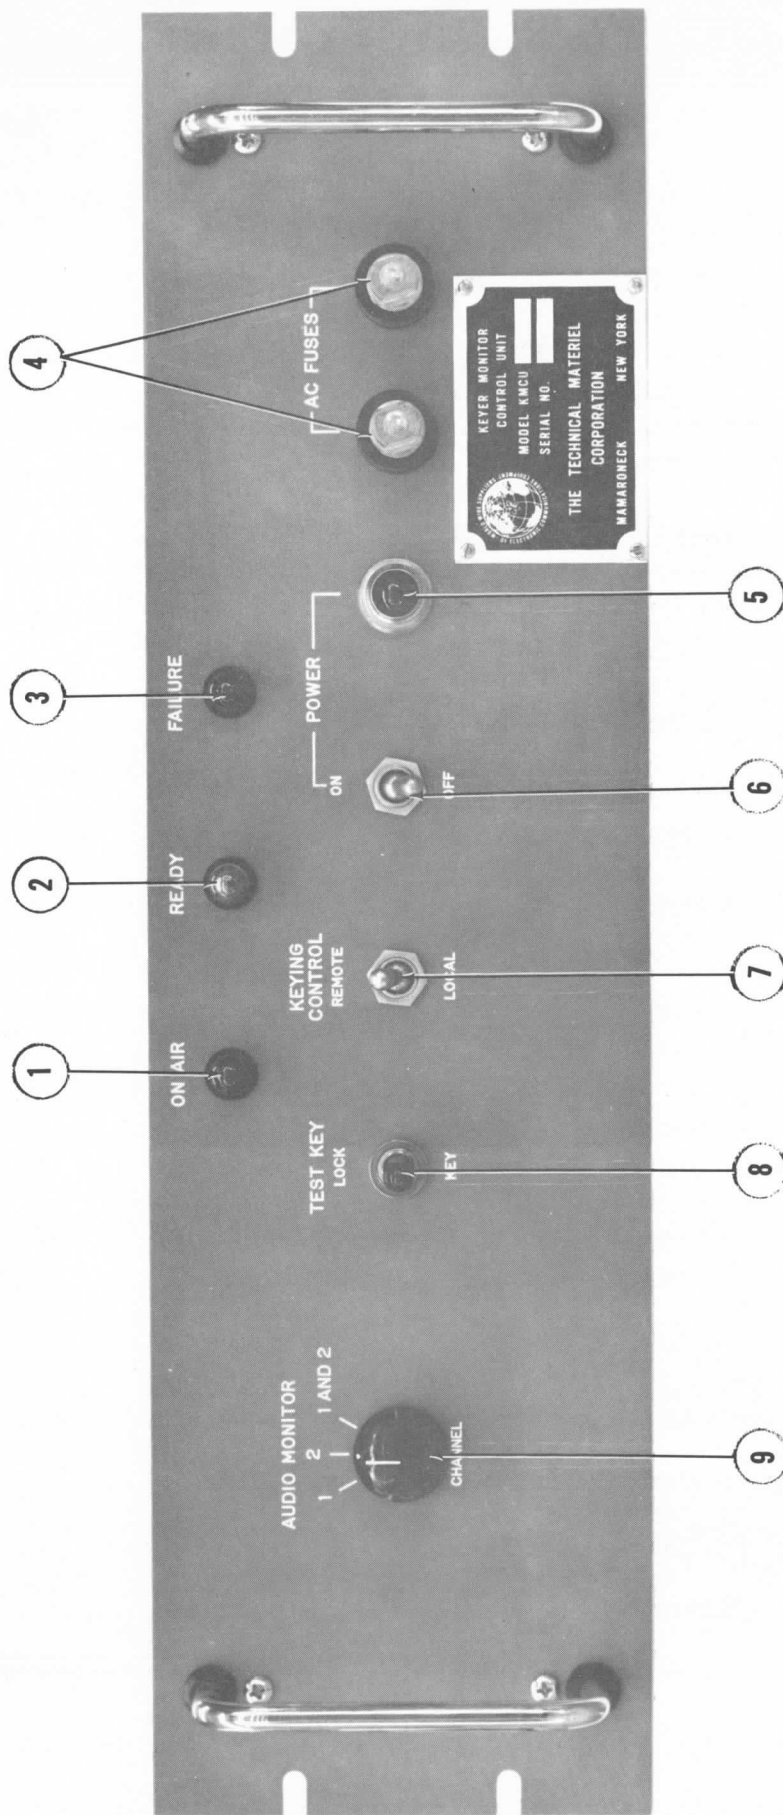 1
2
3
4
ON AIR
READY
FAILURE
AUDIO MONITOR
1
2
1 AND 2
CHANNEL
TEST KEY
LOCK
KEY
KEYING
CONTROL
REMOTE
LOCAL
POWER
ON
OFF
AC FUSES
KEYER MONITOR
CONTROL UNIT
MODEL KMCU
SERIAL NO.
THE TECHNICAL MATERIEL
CORPORATION
MAMARONECK NEW YORK
9
8
7
6
5